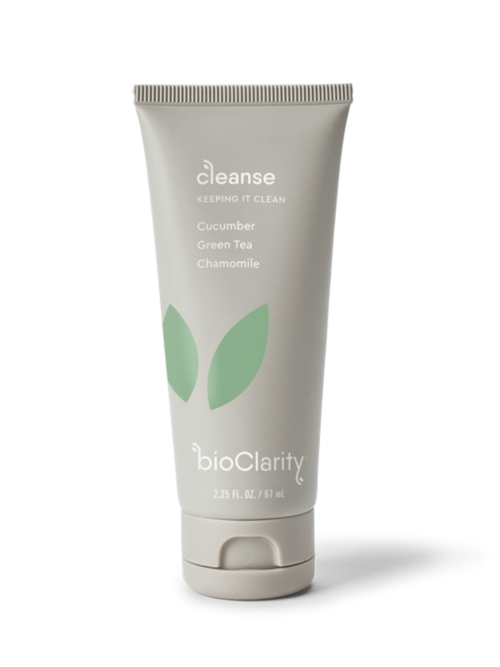 cleanse
KEEPING IT CLEAN
Cucumber
Green Tea
Chamomile
bioClarity
2.25 FL. OZ. / 67 mL